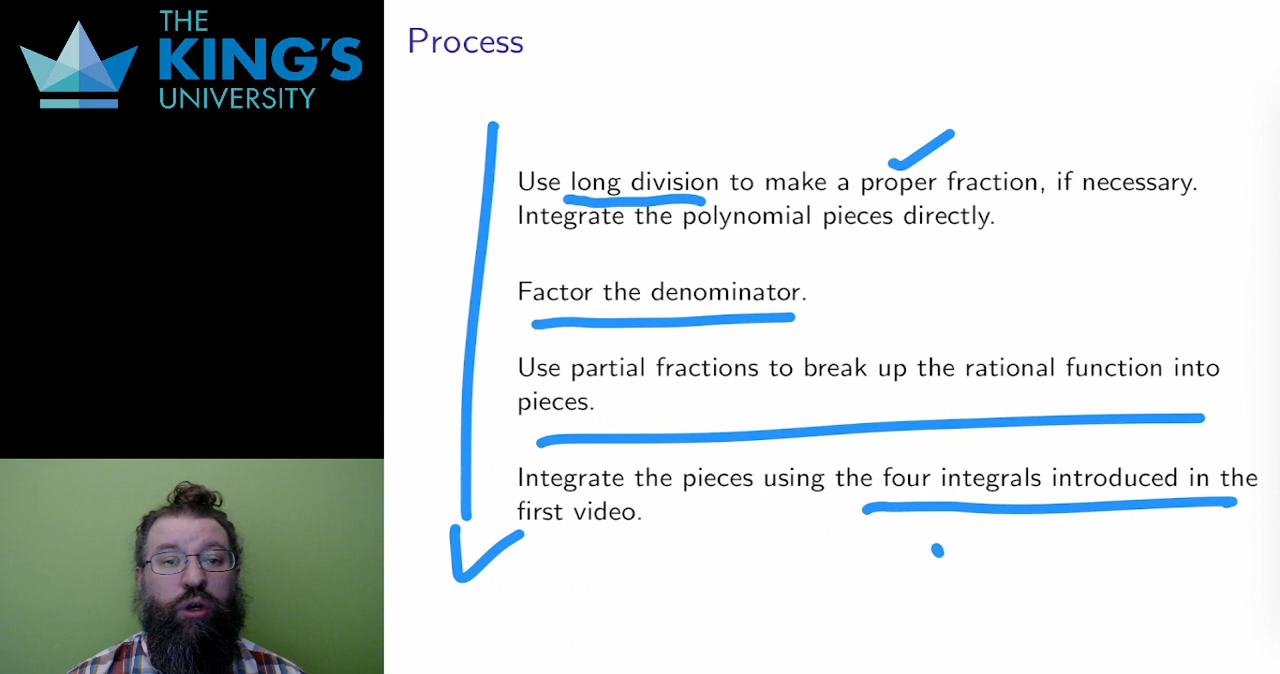 THE
KING'S
UNIVERSITY
Process
Use long division to make a proper fraction, if necessary.
Integrate the polynomial pieces directly.
Factor the denominator.
Use partial fractions to break up the rational function into
pieces.
Integrate the pieces using the four integrals introduced in the
first video.